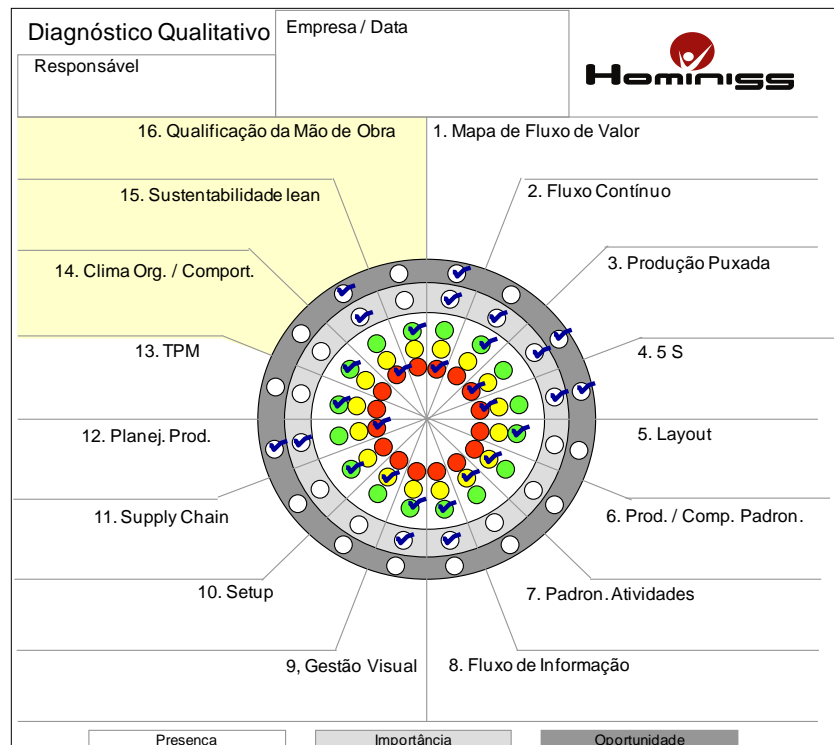 Diagnóstico Qualitativo
Empresa / Data
Responsável
Hominiss
16. Qualificação da Mão de Obra
1. Mapa de Fluxo de Valor
15. Sustentabilidade lean
2. Fluxo Contínuo
14. Clima Org. / Comport.
3. Produção Puxada
13. TPM
4. 5 S
12. Planej. Prod.
5. Layout
11. Supply Chain
6. Prod. / Comp. Padron.
10. Setup
7. Padron. Atividades
9, Gestão Visual
8. Fluxo de Informação
Presença
Importância
Oportunidade